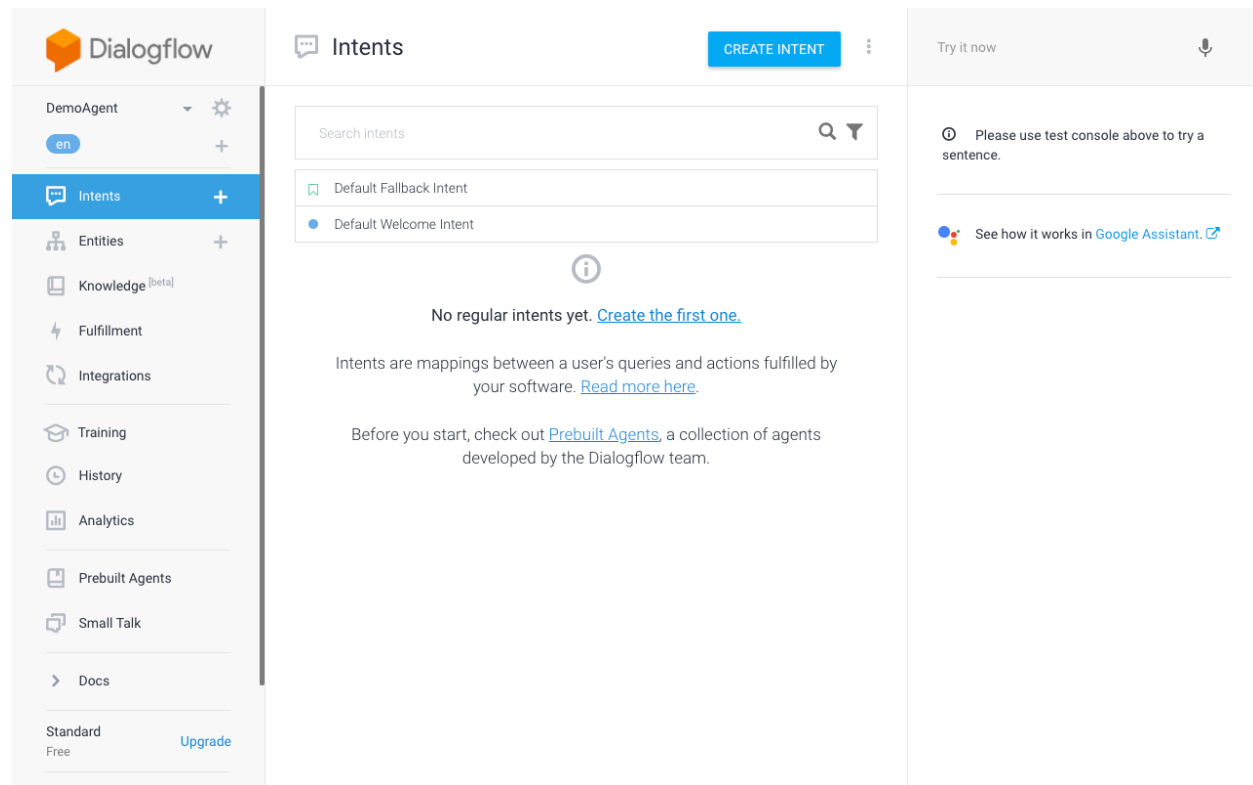 Dialogflow
DemoAgent
en
Intents
Entities
Knowledge [beta]
Fulfillment
Integrations
Training
History
Analytics
Prebuilt Agents
Small Talk
Docs
Standard
Free
Upgrade
Intents
CREATE INTENT
Search intents
Default Fallback Intent
Default Welcome Intent
No regular intents yet. Create the first one.
Intents are mappings between a user's queries and actions fulfilled by
your software. Read more here.
Before you start, check out Prebuilt Agents, a collection of agents
developed by the Dialogflow team.
Try it now
Please use test console above to try a
sentence.
See how it works in Google Assistant.